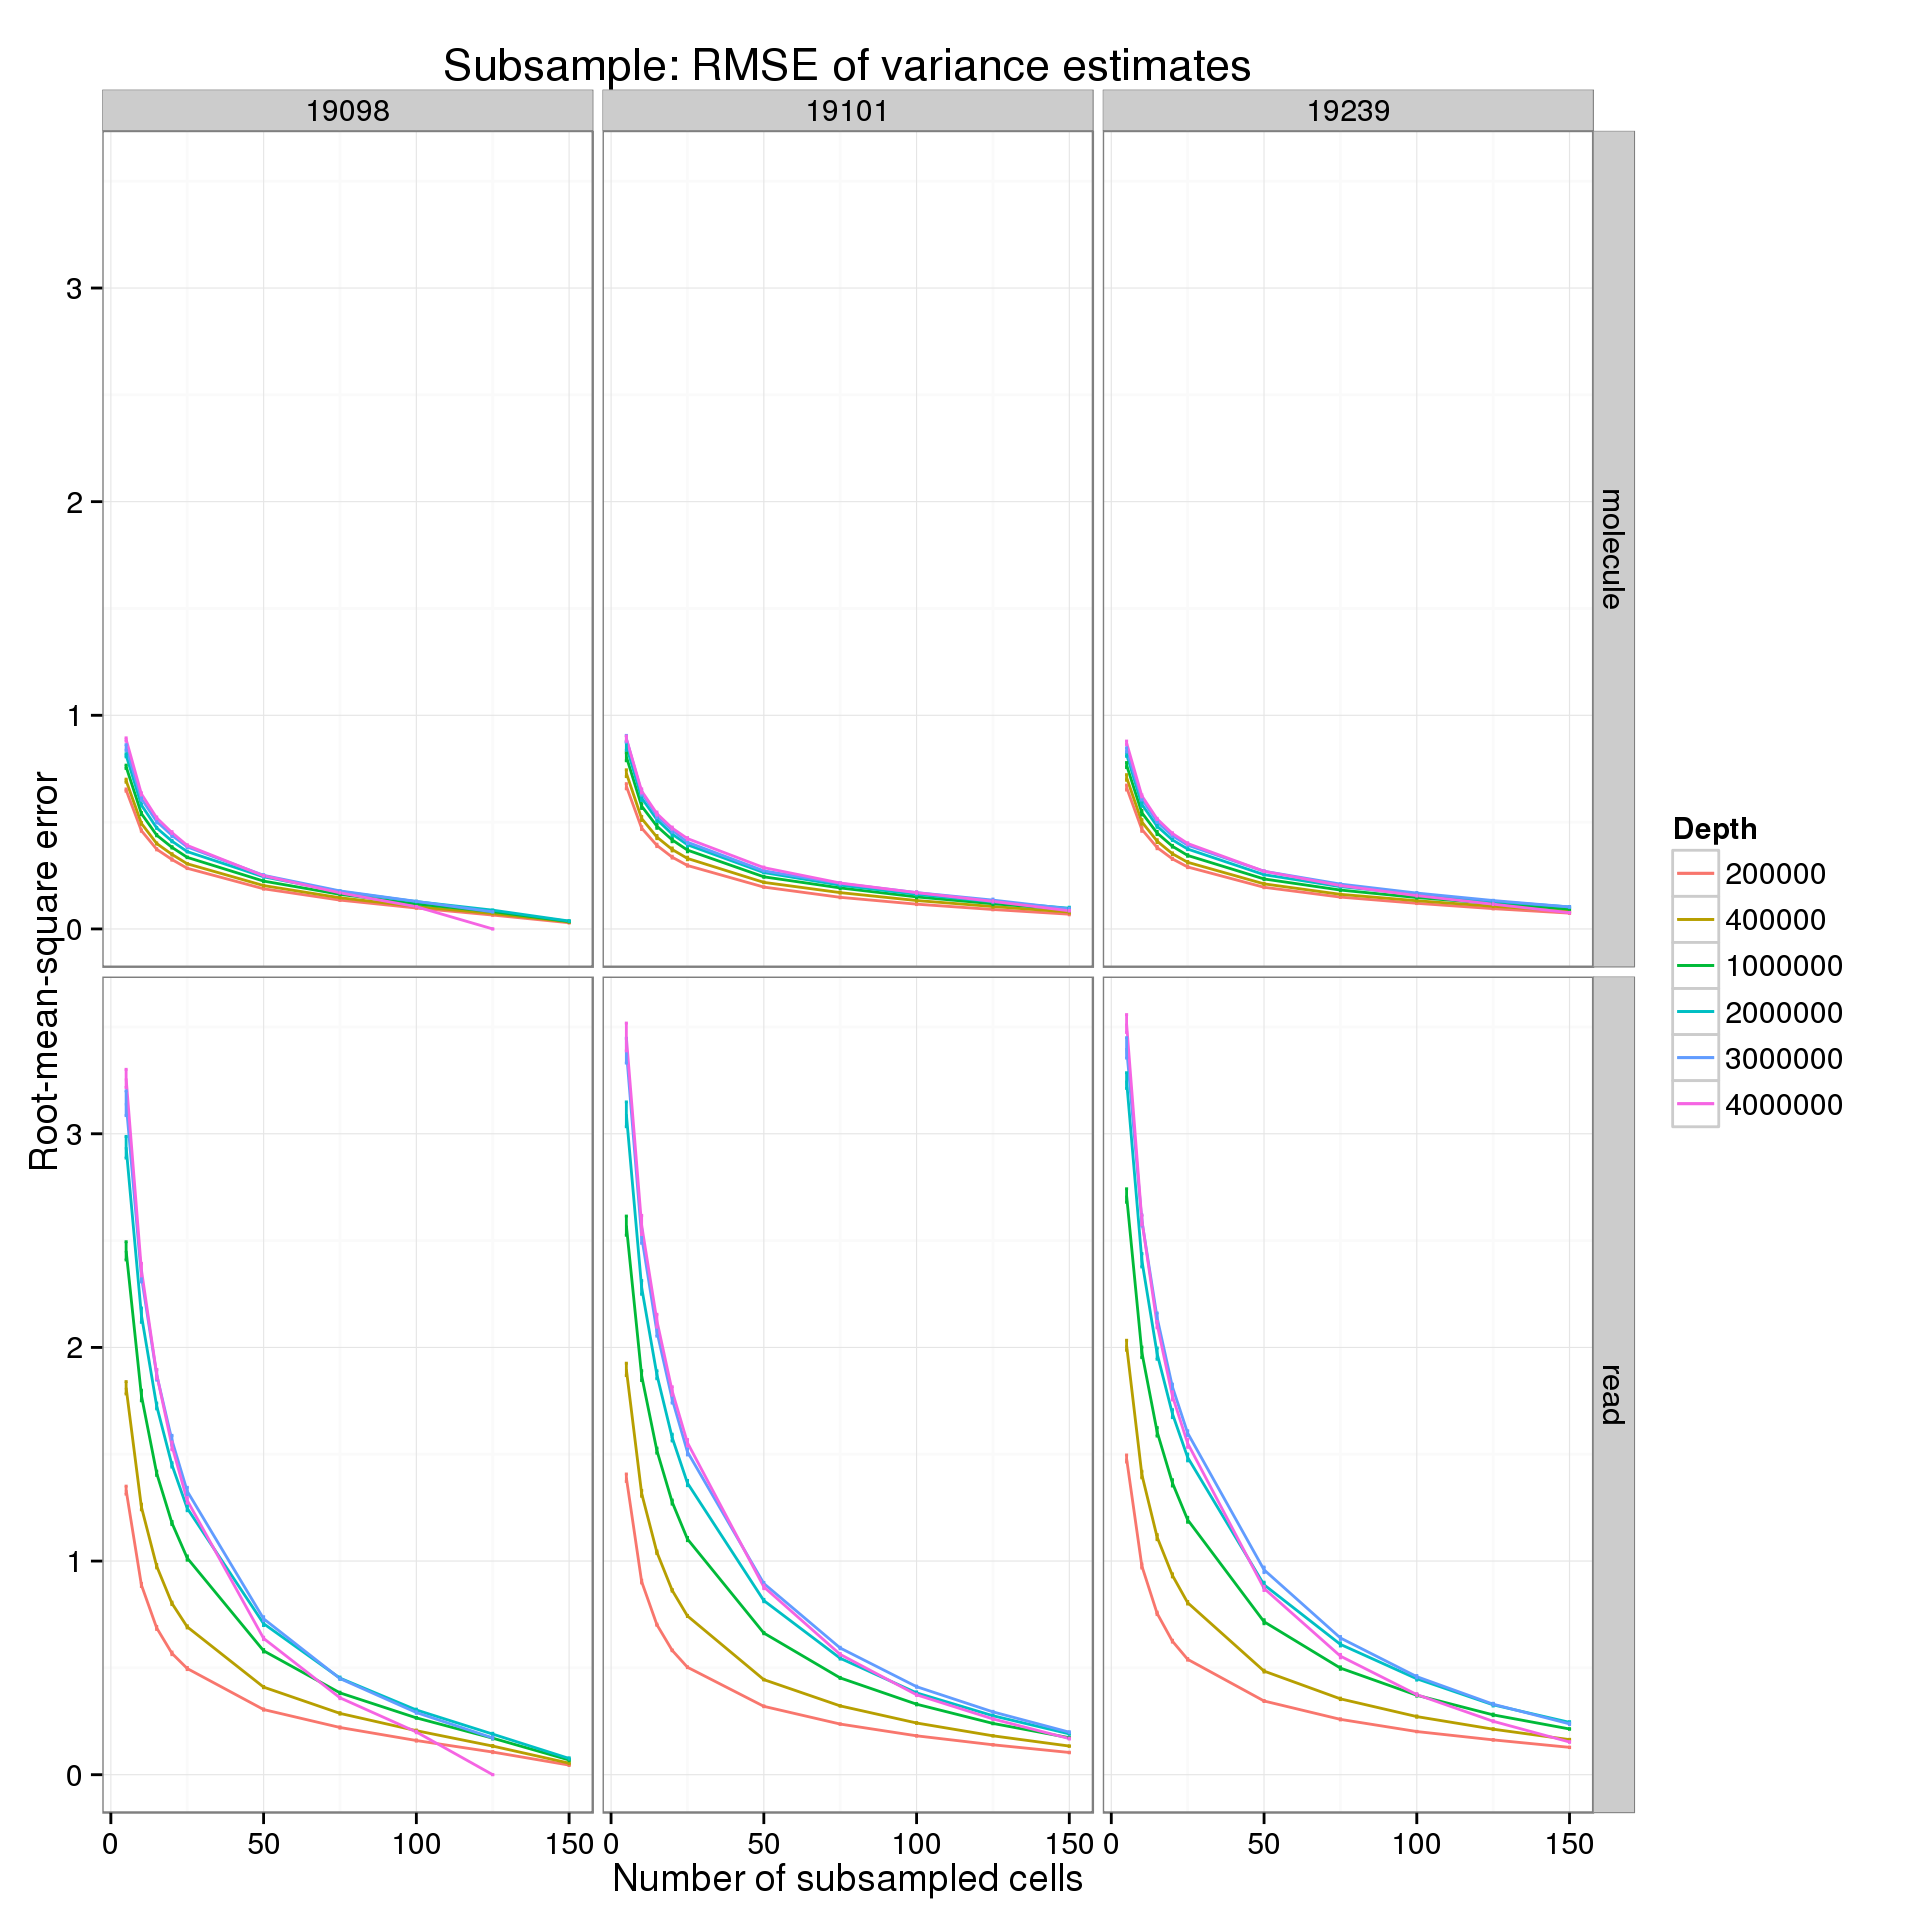 Subsample: RMSE of variance estimates
19098 19101 19239
3
2
1
0
molecule
3
2
1
0
read
Root-mean-square error
0 50 100 150 0 50 100 150 0 50 100 150
Number of subsampled cells
Depth
200000
400000
1000000
2000000
3000000
4000000